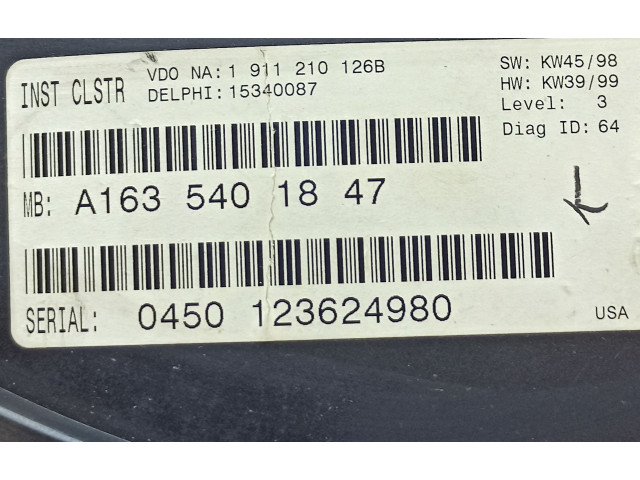 INST CLSTR
VDO NA: 1 911 210 126B
DELPHI: 15340087
SW: KW45/98
HW: KW39/99
Level: 3
Diag ID: 64
MB: A163 540 18 47
SERIAL: 0450 123624980
USA